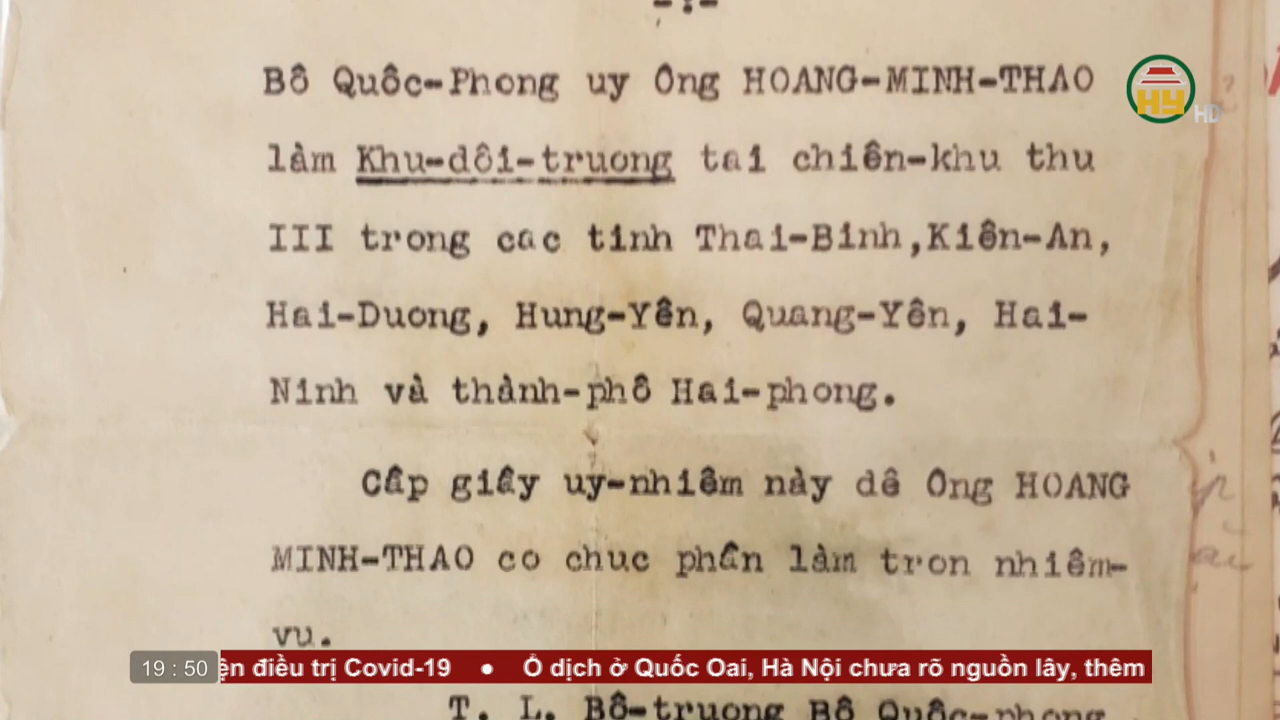 Bô Quôc-Phong uy Ông HOANG-MINH-THAO
làm Khu-dôi-truong tai chiên-khu thu
III trong cac tinh Thai-Binh,Kiên-An,
Hai-Duong, Hung-Yên, Quang-Yên, Hai-
Ninh và thành-phô Hai-phong.
Câp giây uy-nhiêm này dê Ông HOANG
MINH-THAO co chuc phân làm tron nhiêm-
vu.
T. L. Bô-truong Bô Quôc-phong
HY HD
19 : 50
ện điều trị Covid-19 ● Ổ dịch ở Quốc Oai, Hà Nội chưa rõ nguồn lây, thêm